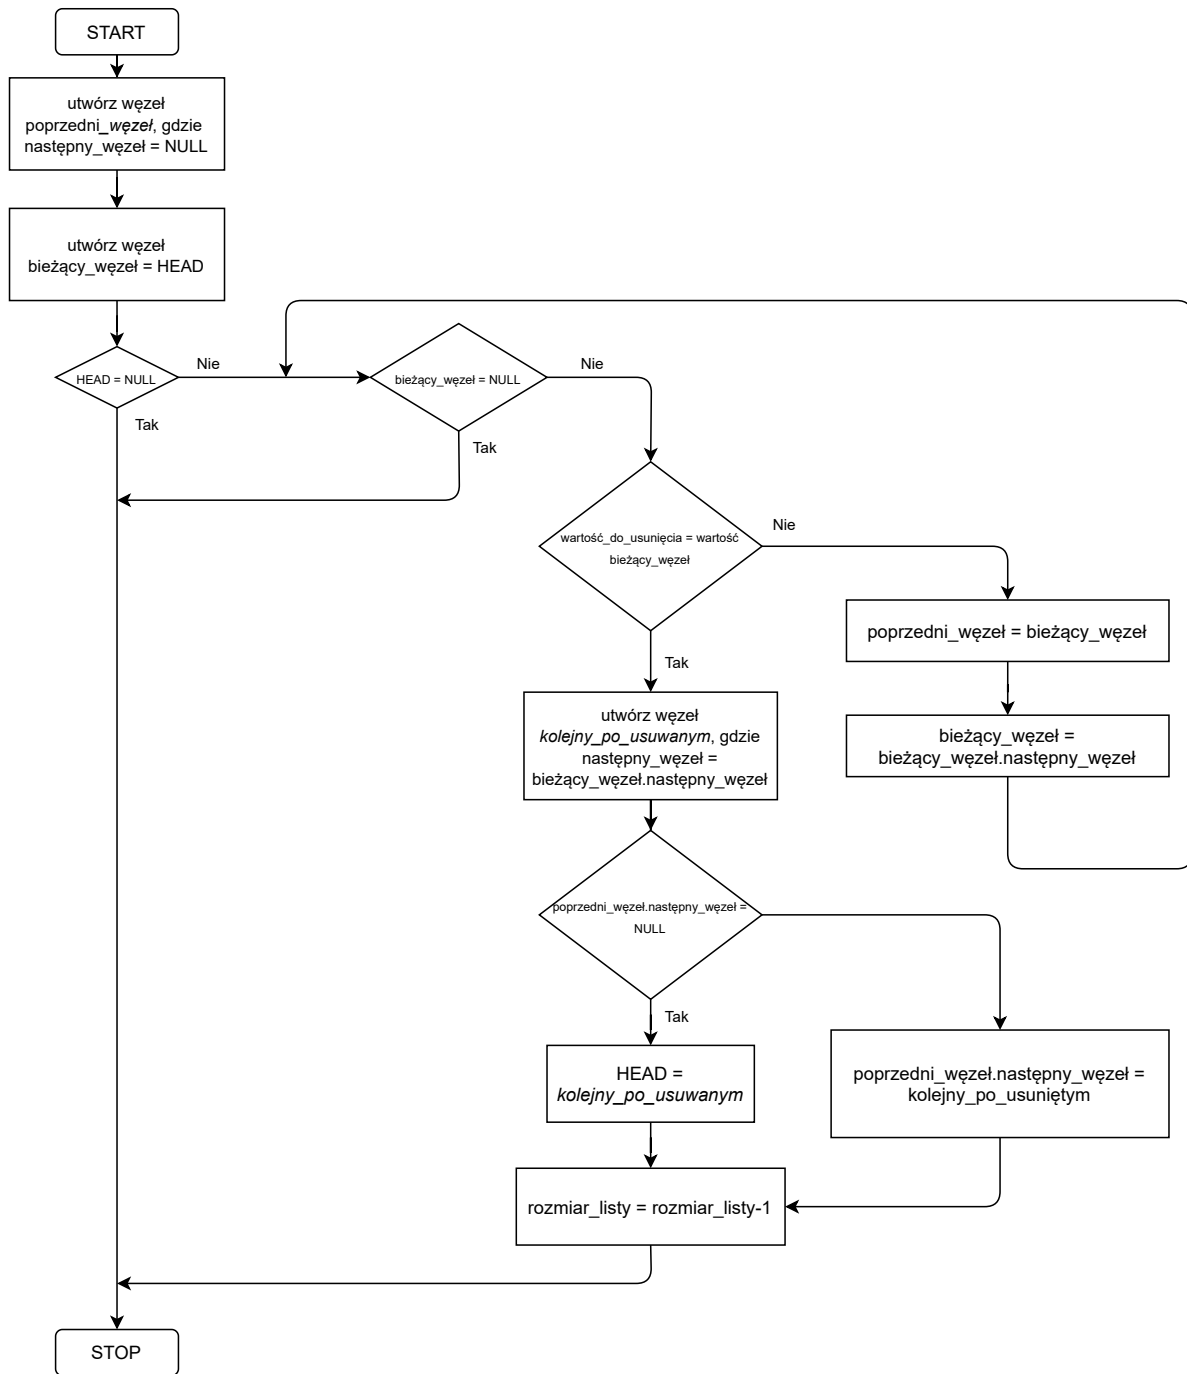 START
utwórz węzeł
poprzedni_węzeł, gdzie
następny_węzeł = NULL
utwórz węzeł
bieżący_węzeł = HEAD
HEAD = NULL
Nie
Tak
bieżący_węzeł = NULL
Nie
Tak
wartość_do_usunięcia = wartość
bieżący_węzeł
Nie
Tak
poprzedni_węzeł = bieżący_węzeł
bieżący_węzeł =
bieżący_węzeł.następny_węzeł
utwórz węzeł
kolejny_po_usuwanym, gdzie
następny_węzeł =
bieżący_węzeł.następny_węzeł
poprzedni_węzeł.następny_węzeł =
NULL
Tak
HEAD =
kolejny_po_usuwanym
poprzedni_węzeł.następny_węzeł =
kolejny_po_usuniętym
rozmiar_listy = rozmiar_listy-1
STOP